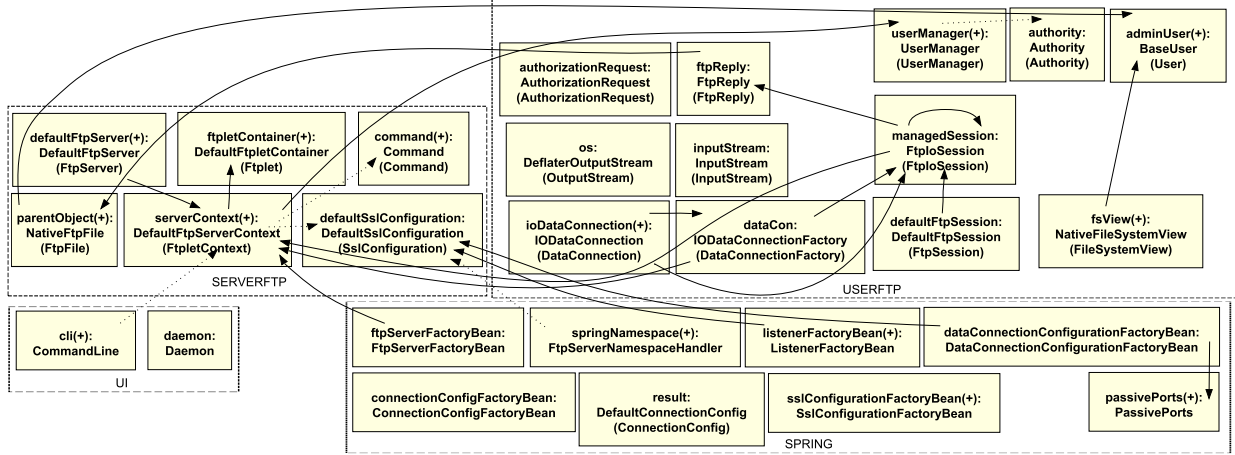 userManager(+):
UserManager
(UserManager)
authority:
Authority
(Authority)
adminUser(+):
BaseUser
(User)
authorizationRequest:
AuthorizationRequest
(AuthorizationRequest)
ftpReply:
FtpReply
(FtpReply)
defaultFtpServer(+):
DefaultFtpServer
(FtpServer)
ftpletContainer(+):
DefaultFtpletContainer
(Ftplet)
command(+):
Command
(Command)
os:
DeflaterOutputStream
(OutputStream)
inputStream:
InputStream
(InputStream)
managedSession:
FtpIoSession
(FtpIoSession)
parentObject(+):
NativeFtpFile
(FtpFile)
serverContext(+):
DefaultFtpServerContext
(FtpletContext)
defaultSslConfiguration:
DefaultSslConfiguration
(SslConfiguration)
ioDataConnection:
IODataConnection
(DataConnection)
dataCon:
IODataConnectionFactory
(DataConnectionFactory)
defaultFtpSession:
DefaultFtpSession
(FtpSession)
fsView(+):
NativeFileSystemView
(FileSystemView)
SERVERFTP
USERFTP
cli(+):
CommandLine
daemon:
Daemon
UI
ftpServerFactoryBean:
FtpServerFactoryBean
springNamespace(+):
FtpServerNamespaceHandler
listenerFactoryBean(+):
ListenerFactoryBean
dataConnectionConfigurationFactoryBean:
DataConnectionConfigurationFactoryBean
connectionConfigFactoryBean:
ConnectionConfigFactoryBean
result:
DefaultConnectionConfig
(ConnectionConfig)
sslConfigurationFactoryBean(+):
SslConfigurationFactoryBean
passivePorts(+):
PassivePorts
SPRING